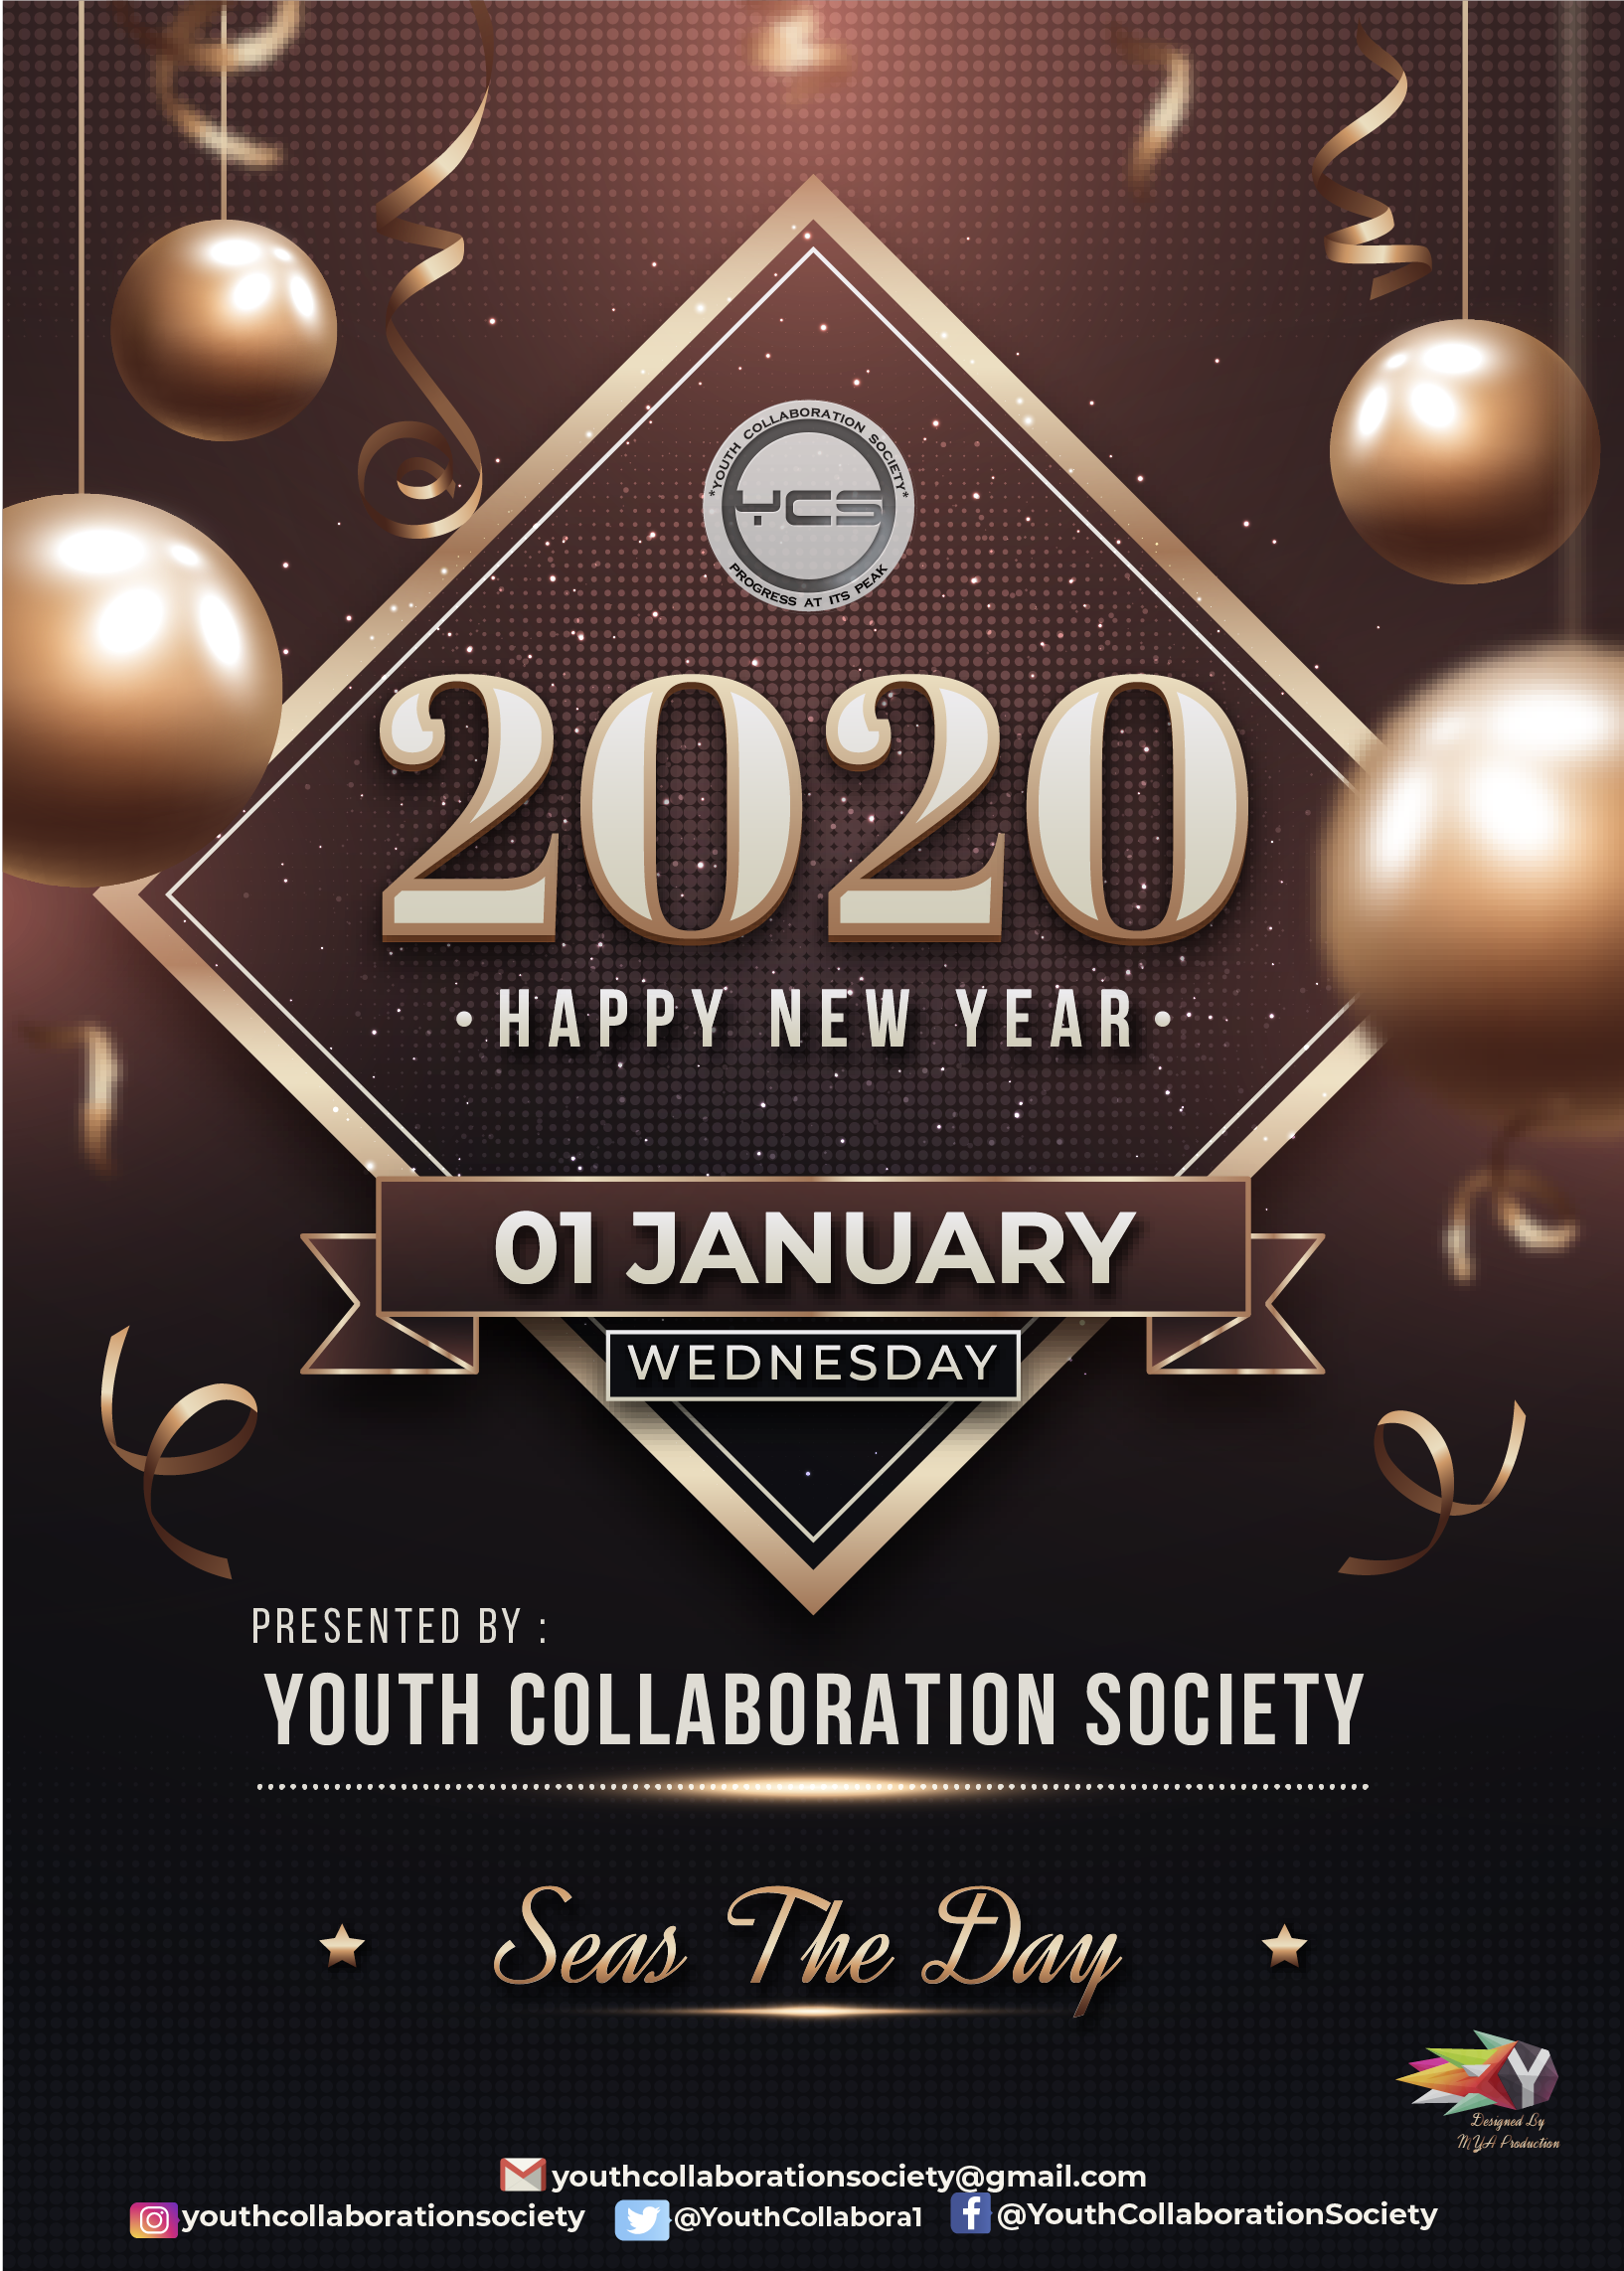 *YOUTH COLLABORATION SOCIETY*
YCS
PROGRESS AT ITS PEAK
2020
•HAPPY NEW YEAR•
01 JANUARY
WEDNESDAY
PRESENTED BY :
YOUTH COLLABORATION SOCIETY
Seas The Day
Y
Designed By
MYA Production
youthcollaborationsociety@gmail.com
youthcollaborationsociety @YouthCollabora1 @YouthCollaborationSociety